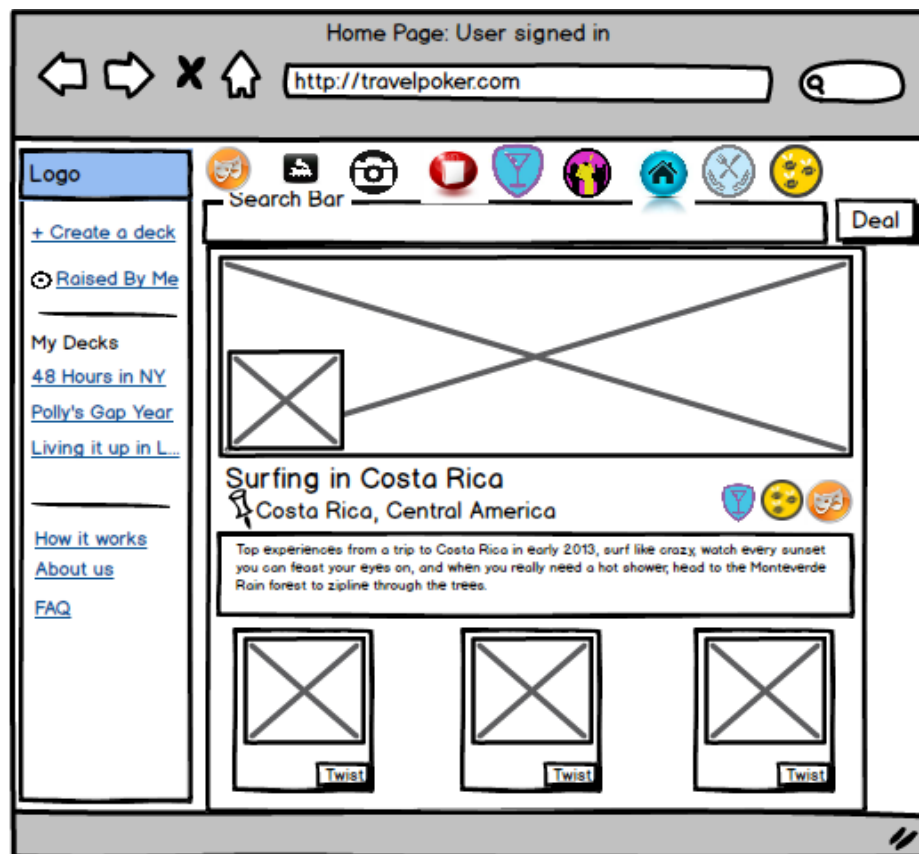 Home Page: User signed in
http://travelpoker.com
Logo
+ Create a deck
Raised By Me
My Decks
48 Hours in NY
Polly's Gap Year
Living it up in L...
How it works
About us
FAQ
Search Bar
Deal
Surfing in Costa Rica
Costa Rica, Central America
Top experiences from a trip to Costa Rica in early 2013, surf like crazy, watch every sunset
you can feast your eyes on, and when you really need a hot shower, head to the Monteverde
Rain forest to zipline through the trees.
Twist
Twist
Twist